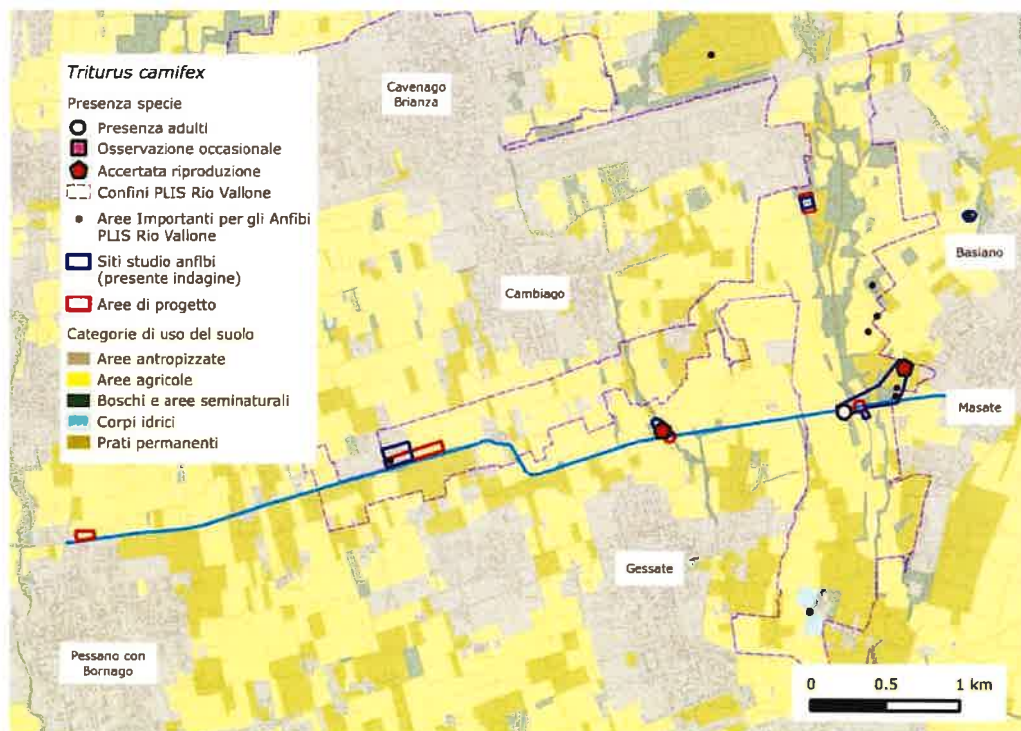 Triturus carnifex
Presenza specie
Presenza adulti
Osservazione occasionale
Accertata riproduzione
Confini PLIS Rio Vallone
Aree Importanti per gli Anfibi
PLIS Rio Vallone
Siti studio anfibi
(presente indagine)
Aree di progetto
Categorie di uso del suolo
Aree antropizzate
Aree agricole
Boschi e aree seminaturali
Corpi idrici
Prati permanenti
Cavenago
Brianza
Basiano
Cambiago
Masate
Gessate
Pessano con
Bornago
0 0.5 1 km